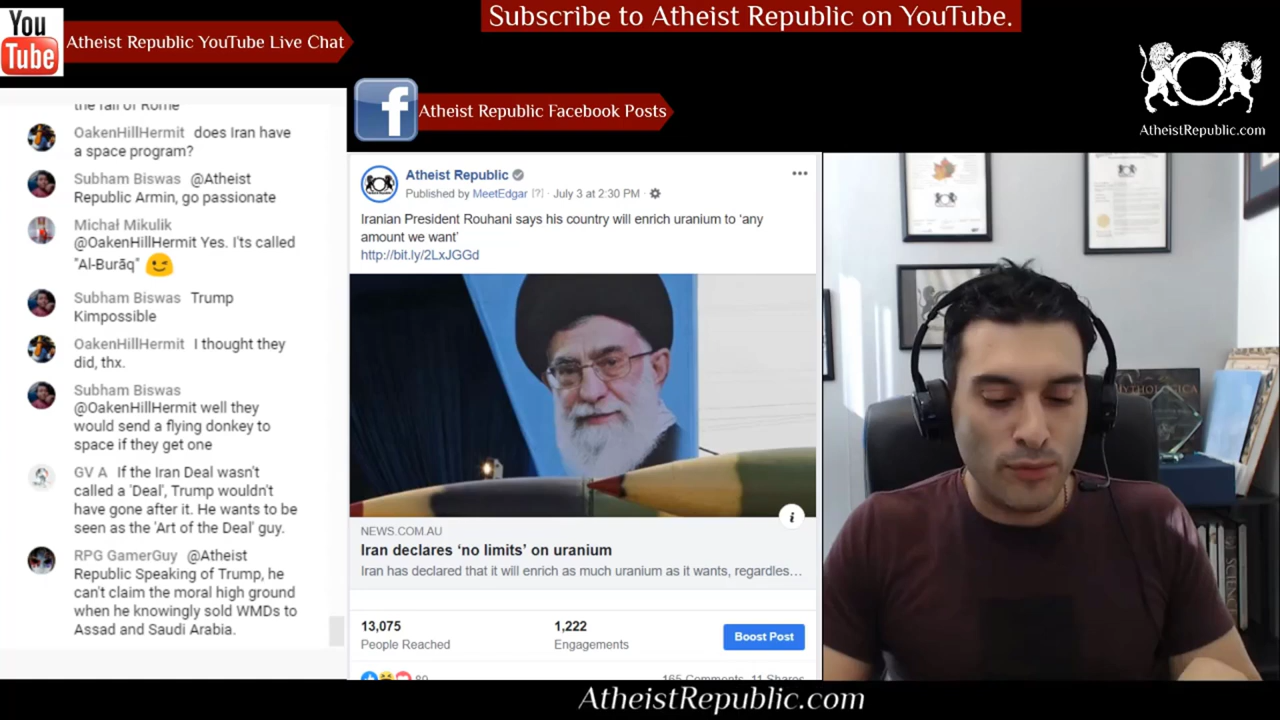 Subscribe to Atheist Republic on YouTube.
You
Tube
Atheist Republic YouTube Live Chat
f
Atheist Republic Facebook Posts
AtheistRepublic.com
the fall of Rome
OakenHillHermit does Iran have
a space program?
Subham Biswas @Atheist
Republic Armin, go passionate
Michał Mikulik
@OakenHillHermit Yes. I'ts called
"Al-Burāq"
Subham Biswas Trump
Kimpossible
OakenHillHermit I thought they
did, thx.
Subham Biswas
@OakenHillHermit well they
would send a flying donkey to
space if they get one
GV A If the Iran Deal wasn't
called a 'Deal', Trump wouldn't
have gone after it. He wants to be
seen as the 'Art of the Deal' guy.
RPG GamerGuy @Atheist
Republic Speaking of Trump, he
can't claim the moral high ground
when he knowingly sold WMDs to
Assad and Saudi Arabia.
Atheist Republic
Published by MeetEdgar [?] · July 3 at 2:30 PM ·
Iranian President Rouhani says his country will enrich uranium to 'any
amount we want'
http://bit.ly/2LxJGGd
i
NEWS.COM.AU
Iran declares 'no limits' on uranium
Iran has declared that it will enrich as much uranium as it wants, regardles...
13,075
People Reached
1,222
Engagements
Boost Post
165 Comments 11 Shares
MYTHOLOGICA
AtheistRepublic.com